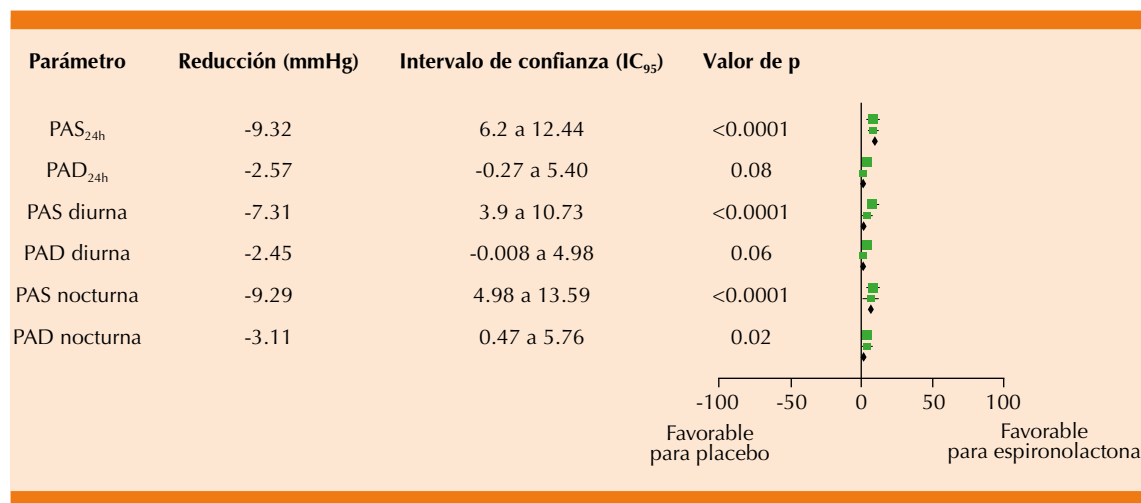 Parámetro Reducción (mmHg) Intervalo de confianza (IC95) Valor de p
PAS24h -9.32 6.2 a 12.44 <0.0001
PAD24h -2.57 -0.27 a 5.40 0.08
PAS diurna -7.31 3.9 a 10.73 <0.0001
PAD diurna -2.45 -0.008 a 4.98 0.06
PAS nocturna -9.29 4.98 a 13.59 <0.0001
PAD nocturna -3.11 0.47 a 5.76 0.02
-100 -50 0 50 100
Favorable
para placebo
Favorable
para espironolactona